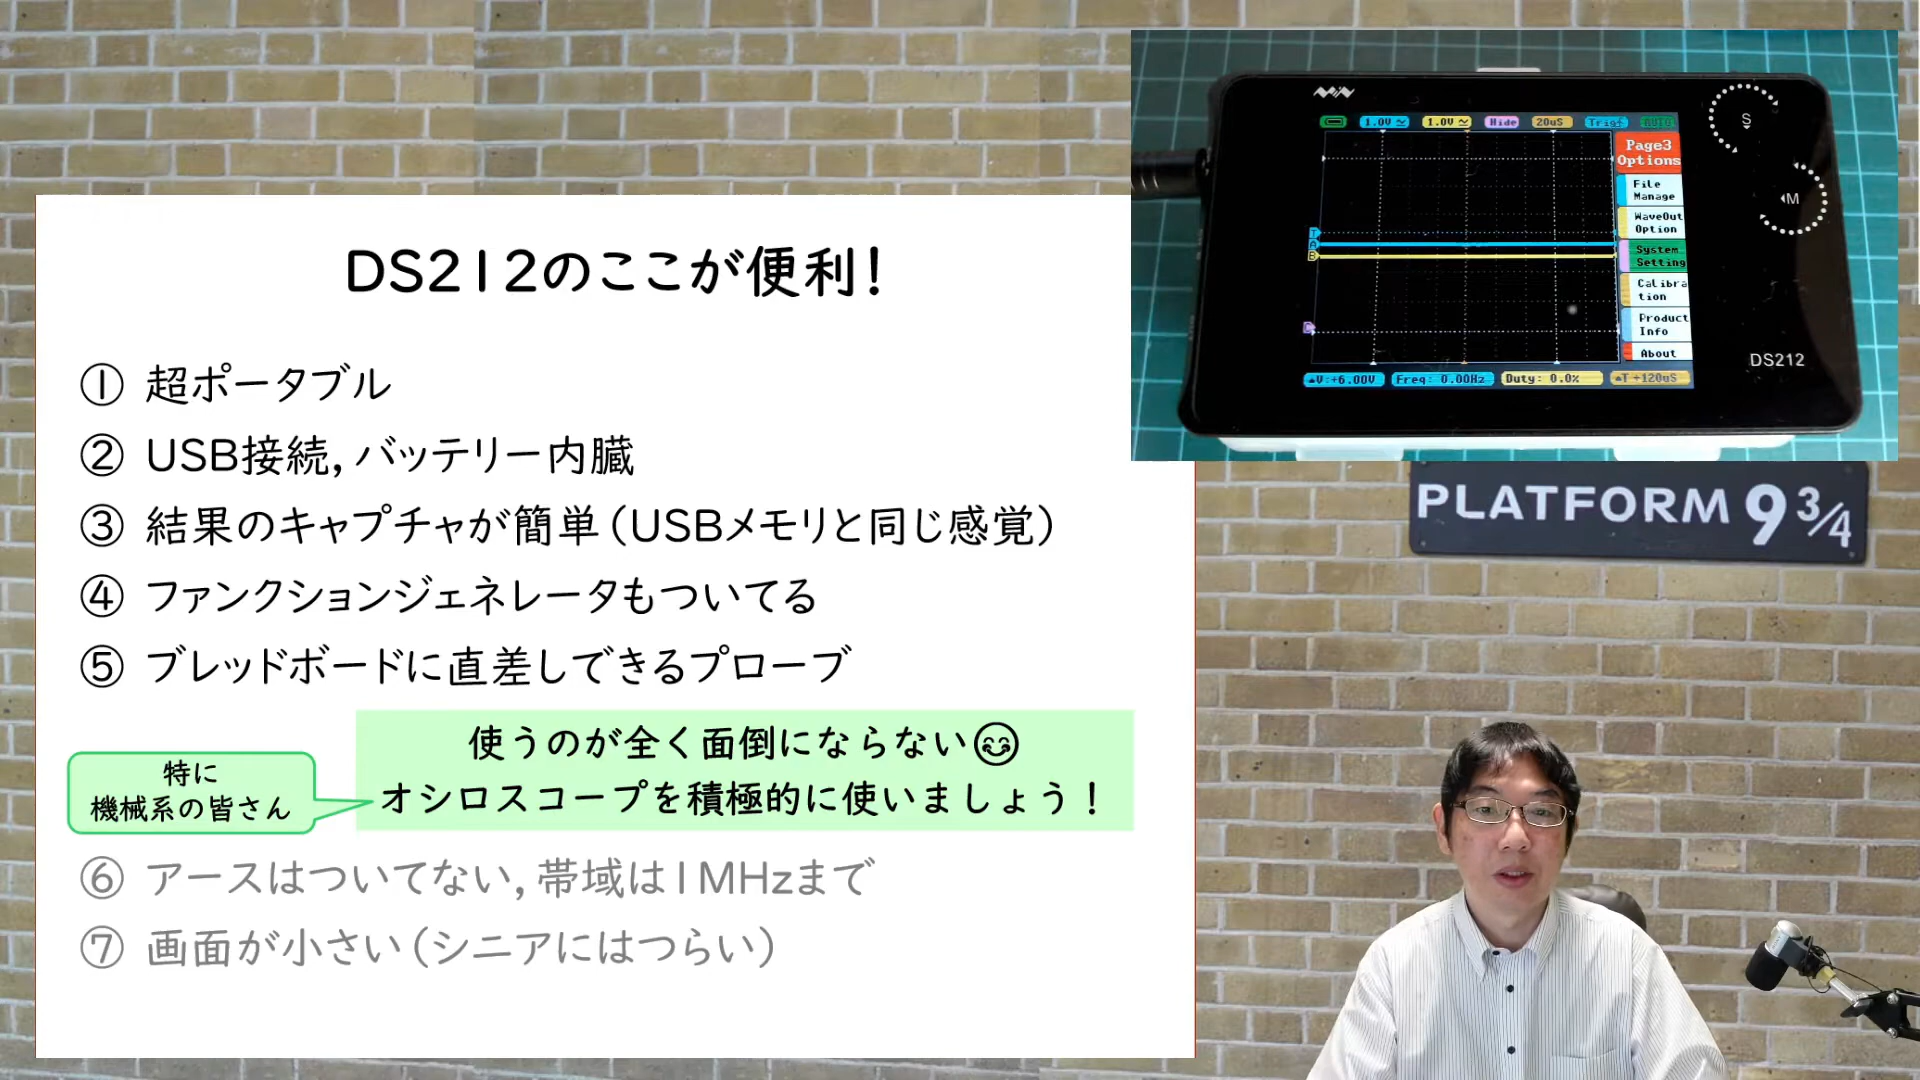 DS212のここが便利！
① 超ポータブル
② USB接続，バッテリー内臓
③ 結果のキャプチャが簡単（USBメモリと同じ感覚）
④ ファンクションジェネレータもついてる
⑤ ブレッドボードに直差しできるプローブ
使うのが全く面倒にならない😊
オシロスコープを積極的に使いましょう！
特に
機械系の皆さん
⑥ アースはついてない，帯域は1MHzまで
⑦ 画面が小さい（シニアにはつらい）
1.0V 1.0V Hide 20uS Trig AUTO
Page3
Options
File
Manage
WaveOut
Option
System
Setting
Calibra
tion
Product
Info
About
T
A
B
C
△V:+6.00V Freq: 0.00Hz Duty: 0.0% △T +120uS
S
M
DS212
PLATFORM 9 3/4